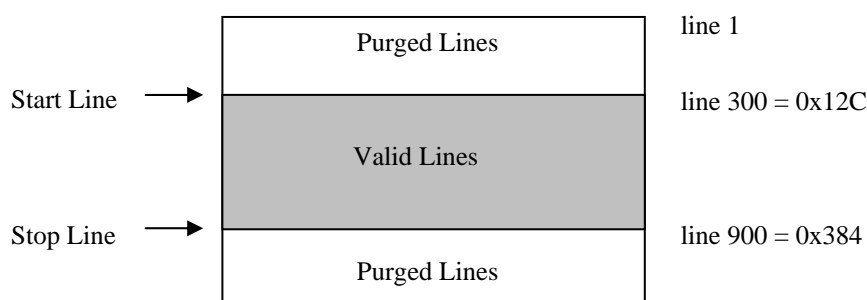 line 1
Purged Lines
Start Line
line 300 = 0x12C
Valid Lines
Stop Line
line 900 = 0x384
Purged Lines